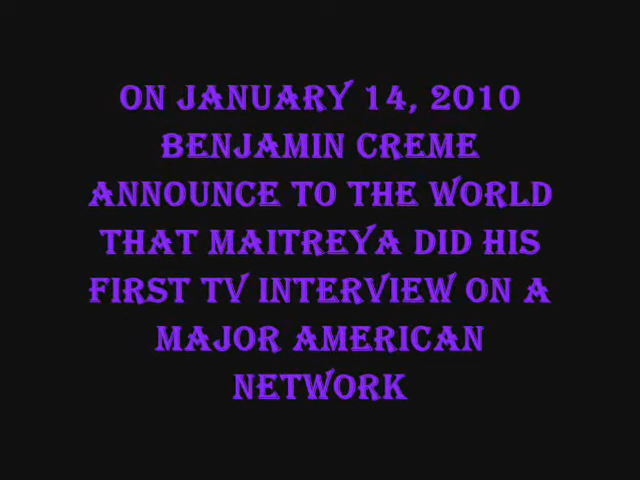 ON JANUARY 14, 2010
BENJAMIN CREME
ANNOUNCE TO THE WORLD
THAT MAITREYA DID HIS
FIRST TV INTERVIEW ON A
MAJOR AMERICAN
NETWORK